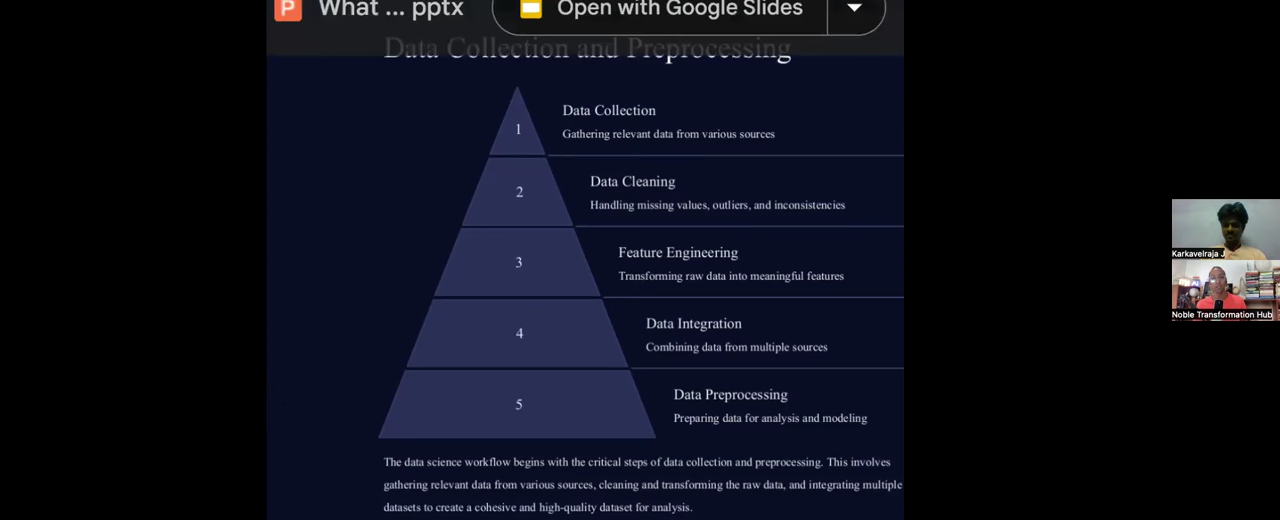 What ... pptx
Open with Google Slides
Data Collection and Preprocessing
1
Data Collection
Gathering relevant data from various sources
2
Data Cleaning
Handling missing values, outliers, and inconsistencies
3
Feature Engineering
Transforming raw data into meaningful features
4
Data Integration
Combining data from multiple sources
5
Data Preprocessing
Preparing data for analysis and modeling
The data science workflow begins with the critical steps of data collection and preprocessing. This involves
gathering relevant data from various sources, cleaning and transforming the raw data, and integrating multiple
datasets to create a cohesive and high-quality dataset for analysis.
Karkavelraja J
Noble Transformation Hub